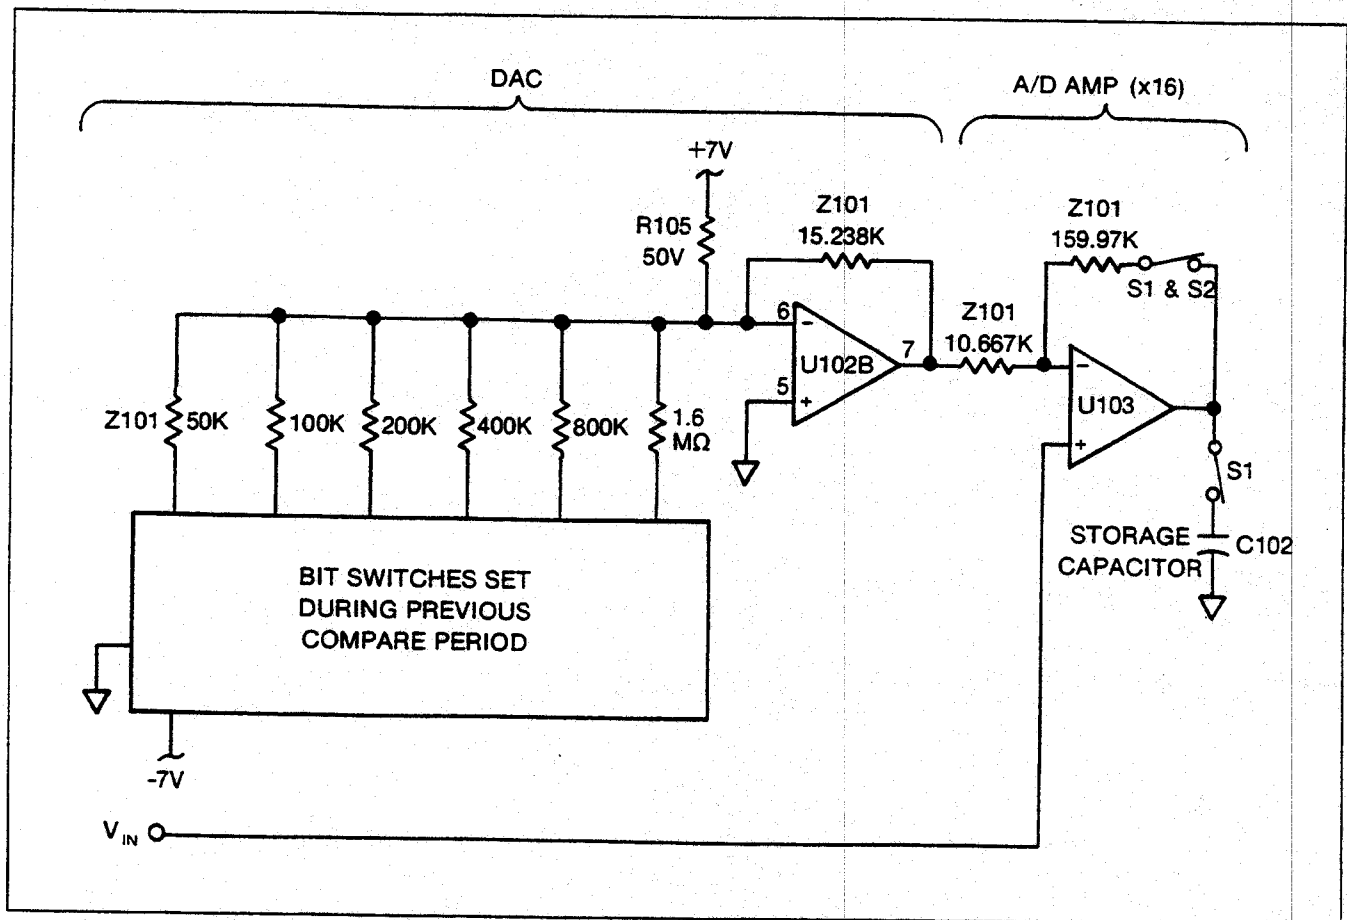 DAC
A/D AMP (x16)
+7V
R105
50V
Z101
15.238K
Z101
159.97K
S1 & S2
Z101
10.667K
6
−
U102B
7
5
+
−
U103
+
Z101
50K
100K
200K
400K
800K
1.6
MΩ
S1
STORAGE
CAPACITOR
C102
BIT SWITCHES SET
DURING PREVIOUS
COMPARE PERIOD
-7V
VIN